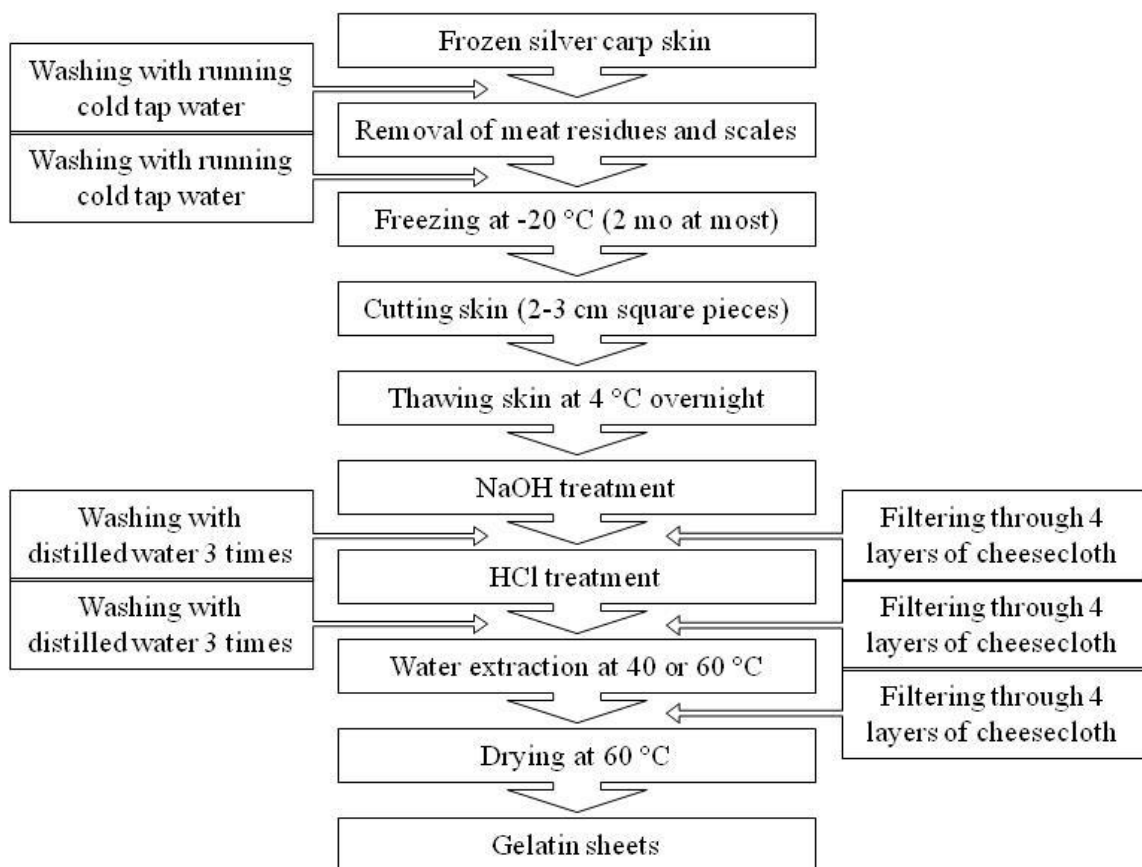 Frozen silver carp skin
Washing with running
cold tap water
Removal of meat residues and scales
Washing with running
cold tap water
Freezing at -20 °C (2 mo at most)
Cutting skin (2-3 cm square pieces)
Thawing skin at 4 °C overnight
NaOH treatment
Washing with
distilled water 3 times
Filtering through 4
layers of cheesecloth
HCl treatment
Washing with
distilled water 3 times
Filtering through 4
layers of cheesecloth
Water extraction at 40 or 60 °C
Filtering through 4
layers of cheesecloth
Drying at 60 °C
Gelatin sheets